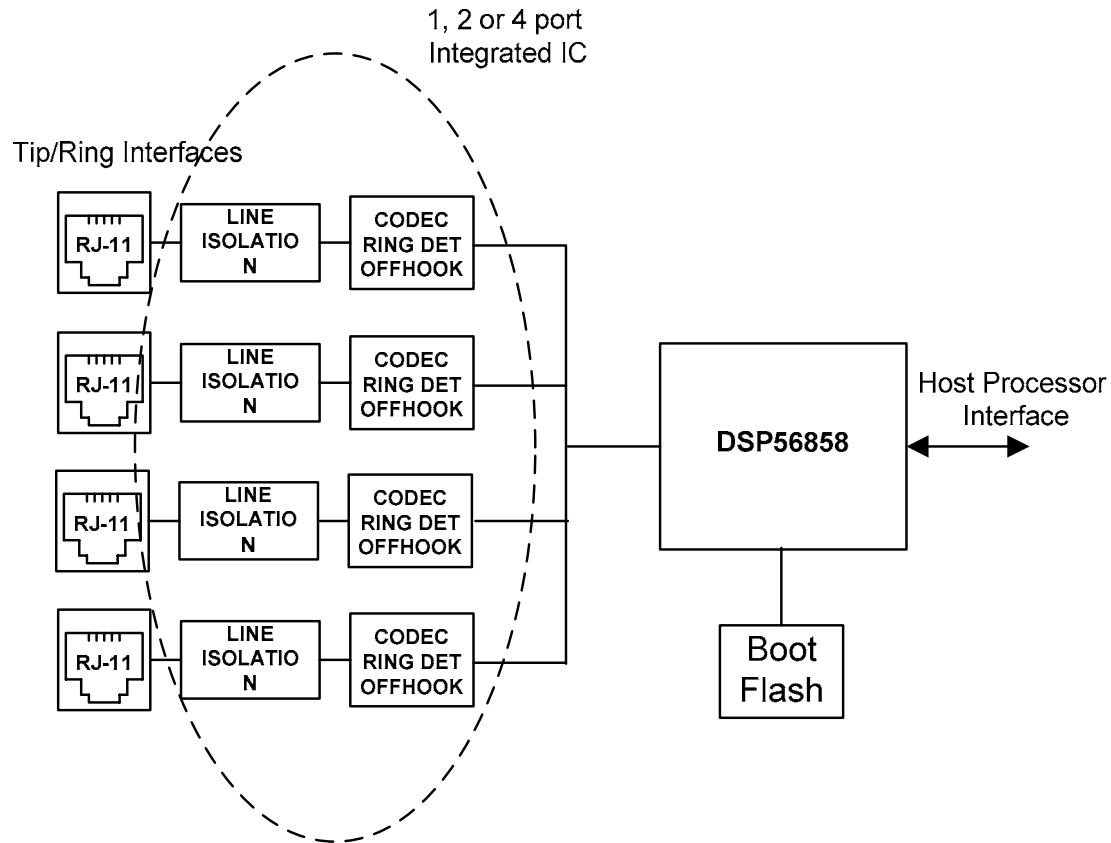 1, 2 or 4 port
Integrated IC
Tip/Ring Interfaces
RJ-11
LINE
ISOLATIO
N
CODEC
RING DET
OFFHOOK
RJ-11
LINE
ISOLATIO
N
CODEC
RING DET
OFFHOOK
DSP56858
Host Processor
Interface
RJ-11
LINE
ISOLATIO
N
CODEC
RING DET
OFFHOOK
RJ-11
LINE
ISOLATIO
N
CODEC
RING DET
OFFHOOK
Boot
Flash